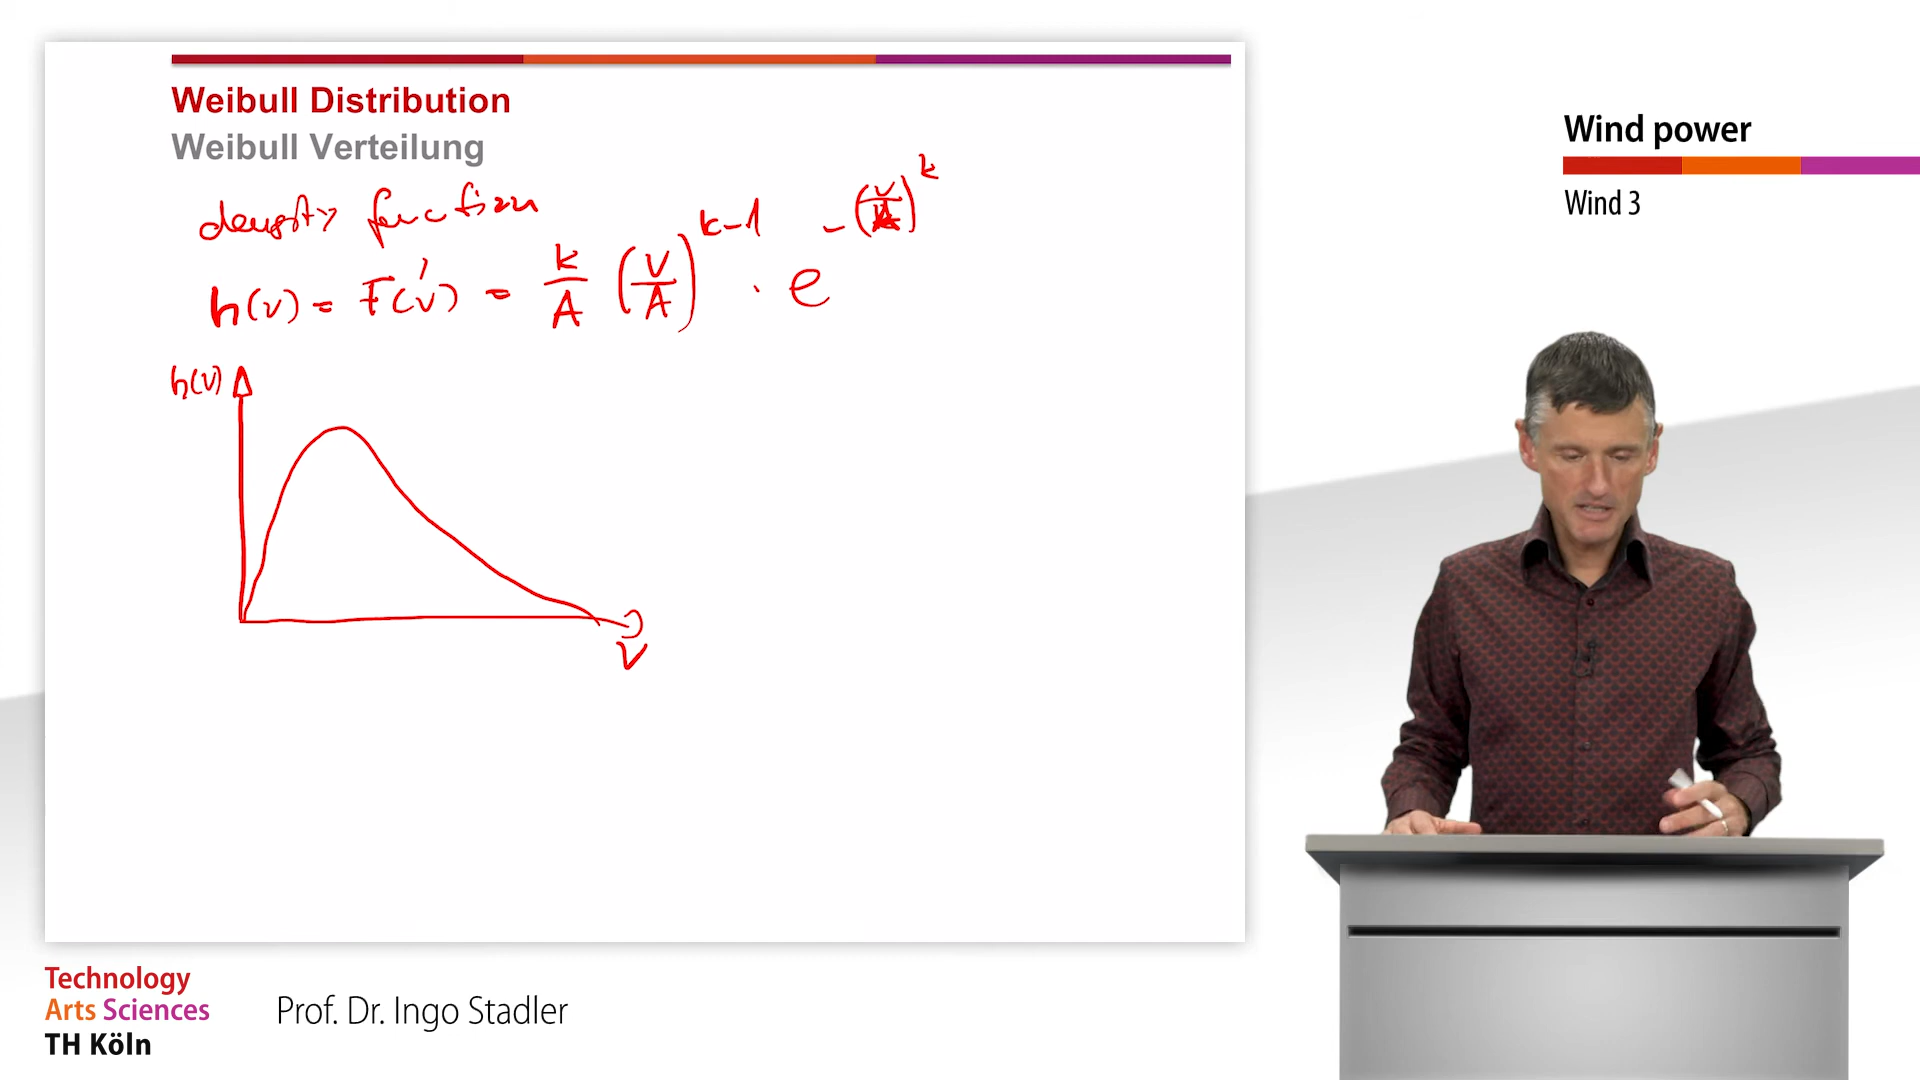 Weibull Distribution
Weibull Verteilung
density function
h(v) = F'(v) = k/A (v/A)^(k-1) · e^(-(v/A)^k)
h(v)
v
Wind power
Wind 3
Technology
Arts Sciences
TH Köln
Prof. Dr. Ingo Stadler